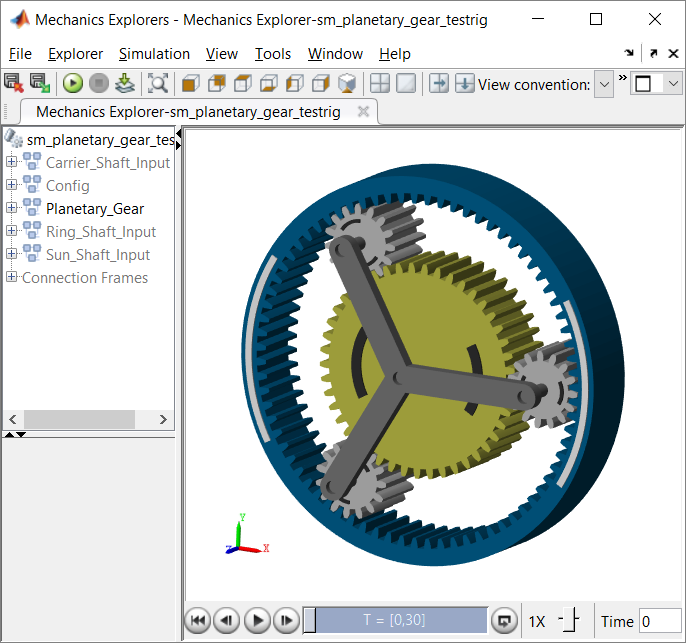 Mechanics Explorers - Mechanics Explorer-sm_planetary_gear_testrig
File Explorer Simulation View Tools Window Help
View convention:
Mechanics Explorer-sm_planetary_gear_testrig
sm_planetary_gear_tes
Carrier_Shaft_Input
Config
Planetary_Gear
Ring_Shaft_Input
Sun_Shaft_Input
Connection Frames
Y
Z
X
T = [0,30]
1X
Time 0